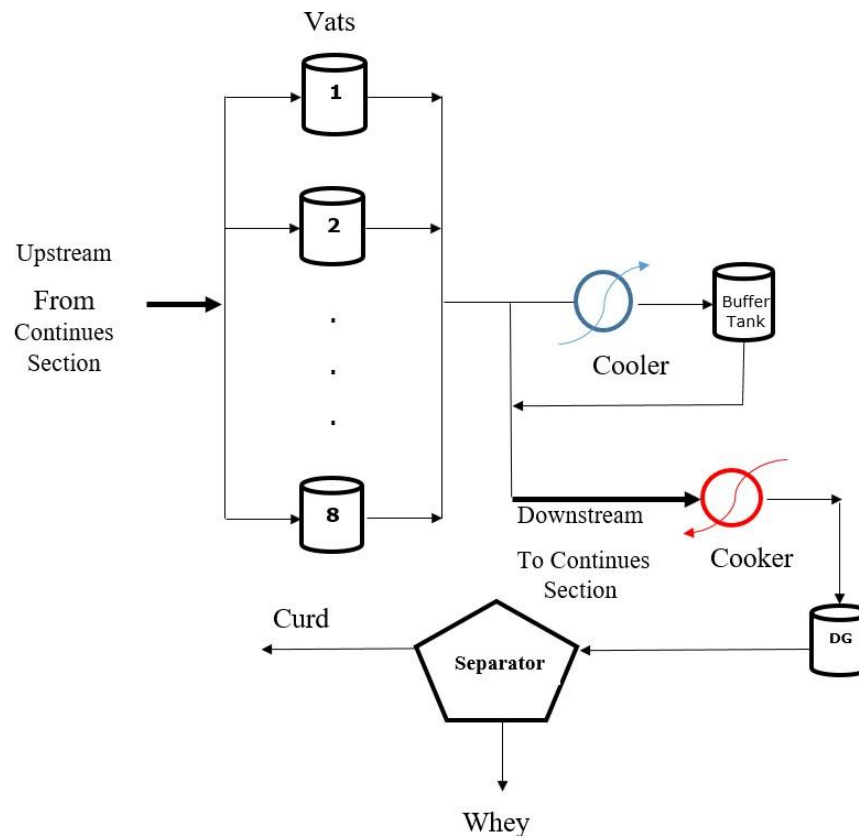 Vats
1
2
Upstream
From
Continues
Section
.
.
.
8
Cooler
Buffer
Tank
Downstream
To Continues
Section
Cooker
DG
Curd
Separator
Whey